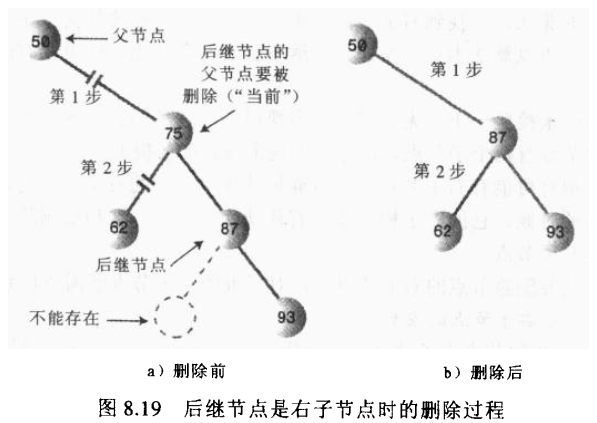 50
父节点
第1步
后继节点的
父节点要被
删除(“当前”)
75
第2步
62
87
后继节点
不能存在
93
50
第1步
87
第2步
62
93
a)删除前
b)删除后
图 8.19 后继节点是右子节点时的删除过程